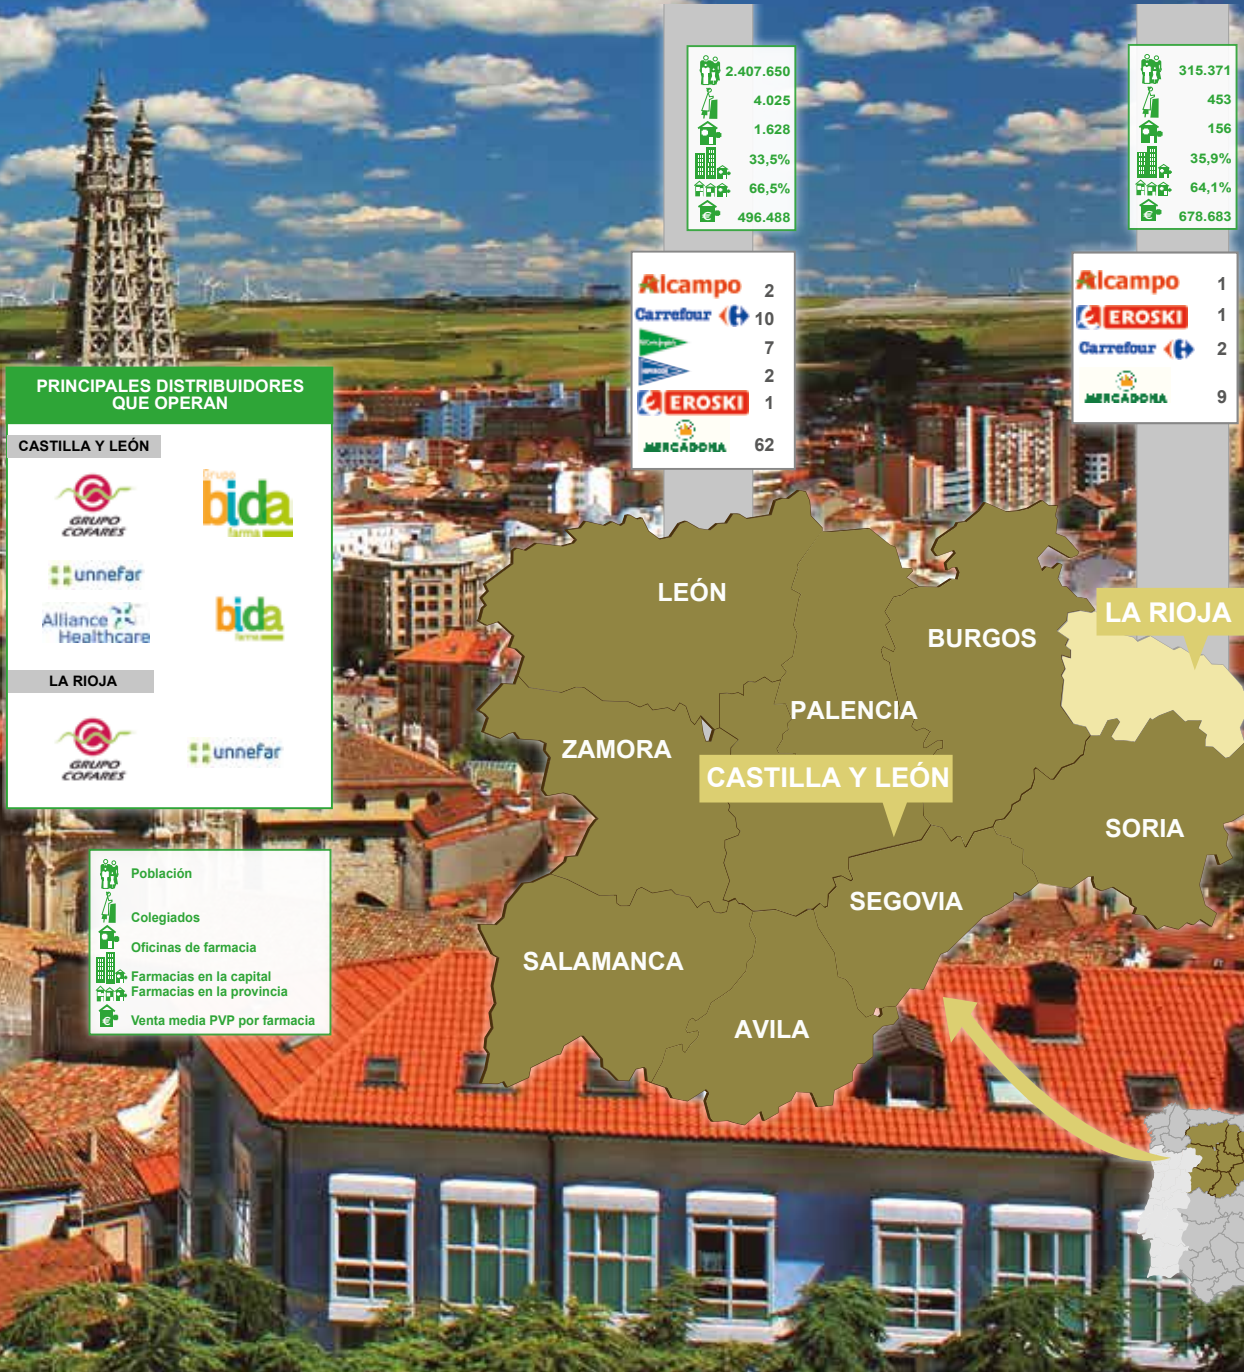 2.407.650
4.025
1.628
33,5%
66,5%
496.488
315.371
453
156
35,9%
64,1%
678.683
Alcampo 2
Carrefour 10
7
2
EROSKI 1
MERCADONA 62
Alcampo 1
EROSKI 1
Carrefour 2
MERCADONA 9
PRINCIPALES DISTRIBUIDORES
QUE OPERAN
CASTILLA Y LEÓN
GRUPO
COFARES
Grupo
bida
farma
unnefar
Alliance
Healthcare
bida
farma
LA RIOJA
GRUPO
COFARES
unnefar
Población
Colegiados
Oficinas de farmacia
Farmacias en la capital
Farmacias en la provincia
Venta media PVP por farmacia
LEÓN
BURGOS
LA RIOJA
PALENCIA
ZAMORA
CASTILLA Y LEÓN
SORIA
SEGOVIA
SALAMANCA
AVILA